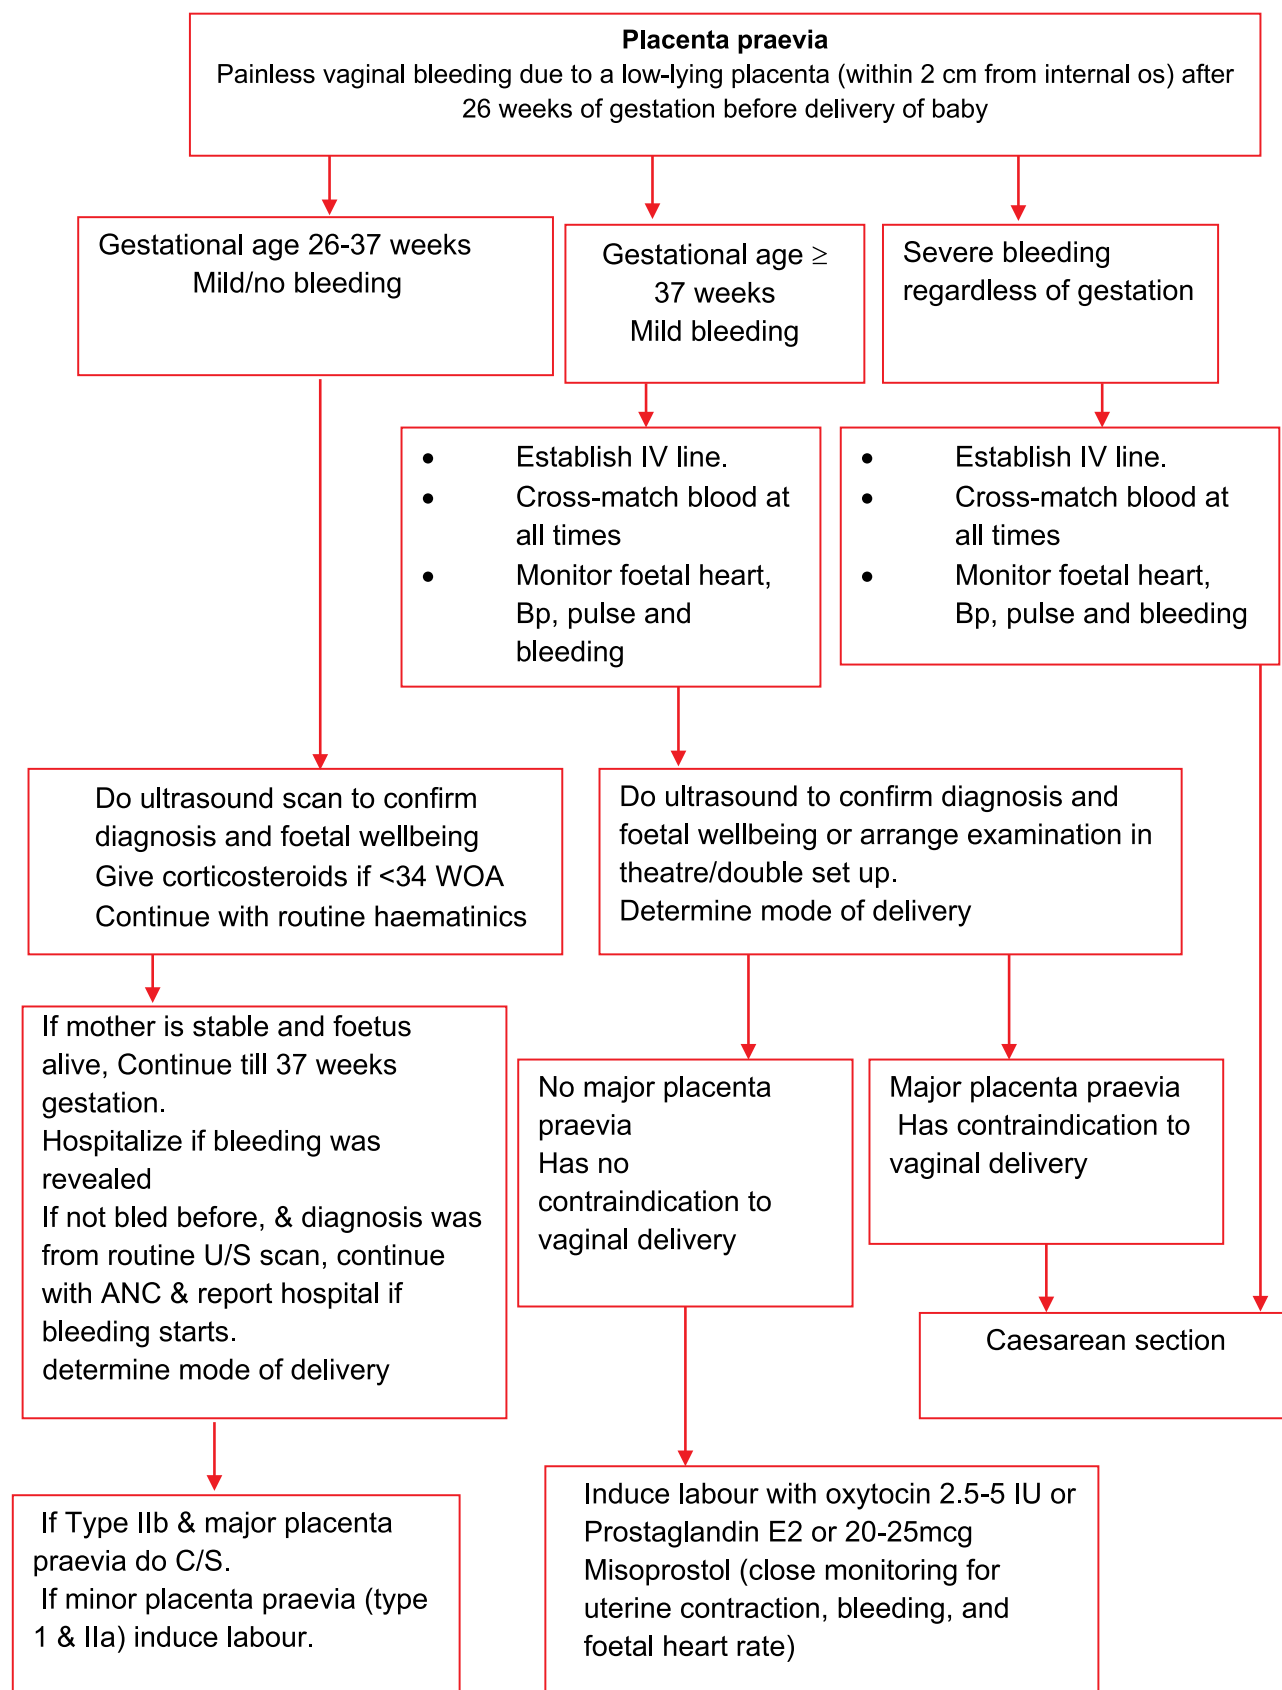 Placenta praevia
Painless vaginal bleeding due to a low-lying placenta (within 2 cm from internal os) after
26 weeks of gestation before delivery of baby
Gestational age 26-37 weeks
Mild/no bleeding
Gestational age ≥
37 weeks
Mild bleeding
Severe bleeding
regardless of gestation
• Establish IV line.
• Cross-match blood at
all times
• Monitor foetal heart,
Bp, pulse and
bleeding
• Establish IV line.
• Cross-match blood at
all times
• Monitor foetal heart,
Bp, pulse and bleeding
Do ultrasound scan to confirm
diagnosis and foetal wellbeing
Give corticosteroids if <34 WOA
Continue with routine haematinics
Do ultrasound to confirm diagnosis and
foetal wellbeing or arrange examination in
theatre/double set up.
Determine mode of delivery
If mother is stable and foetus
alive, Continue till 37 weeks
gestation.
Hospitalize if bleeding was
revealed
If not bled before, & diagnosis was
from routine U/S scan, continue
with ANC & report hospital if
bleeding starts.
determine mode of delivery
No major placenta
praevia
Has no
contraindication to
vaginal delivery
Major placenta praevia
Has contraindication to
vaginal delivery
Caesarean section
If Type IIb & major placenta
praevia do C/S.
If minor placenta praevia (type
1 & IIa) induce labour.
Induce labour with oxytocin 2.5-5 IU or
Prostaglandin E2 or 20-25mcg
Misoprostol (close monitoring for
uterine contraction, bleeding, and
foetal heart rate)